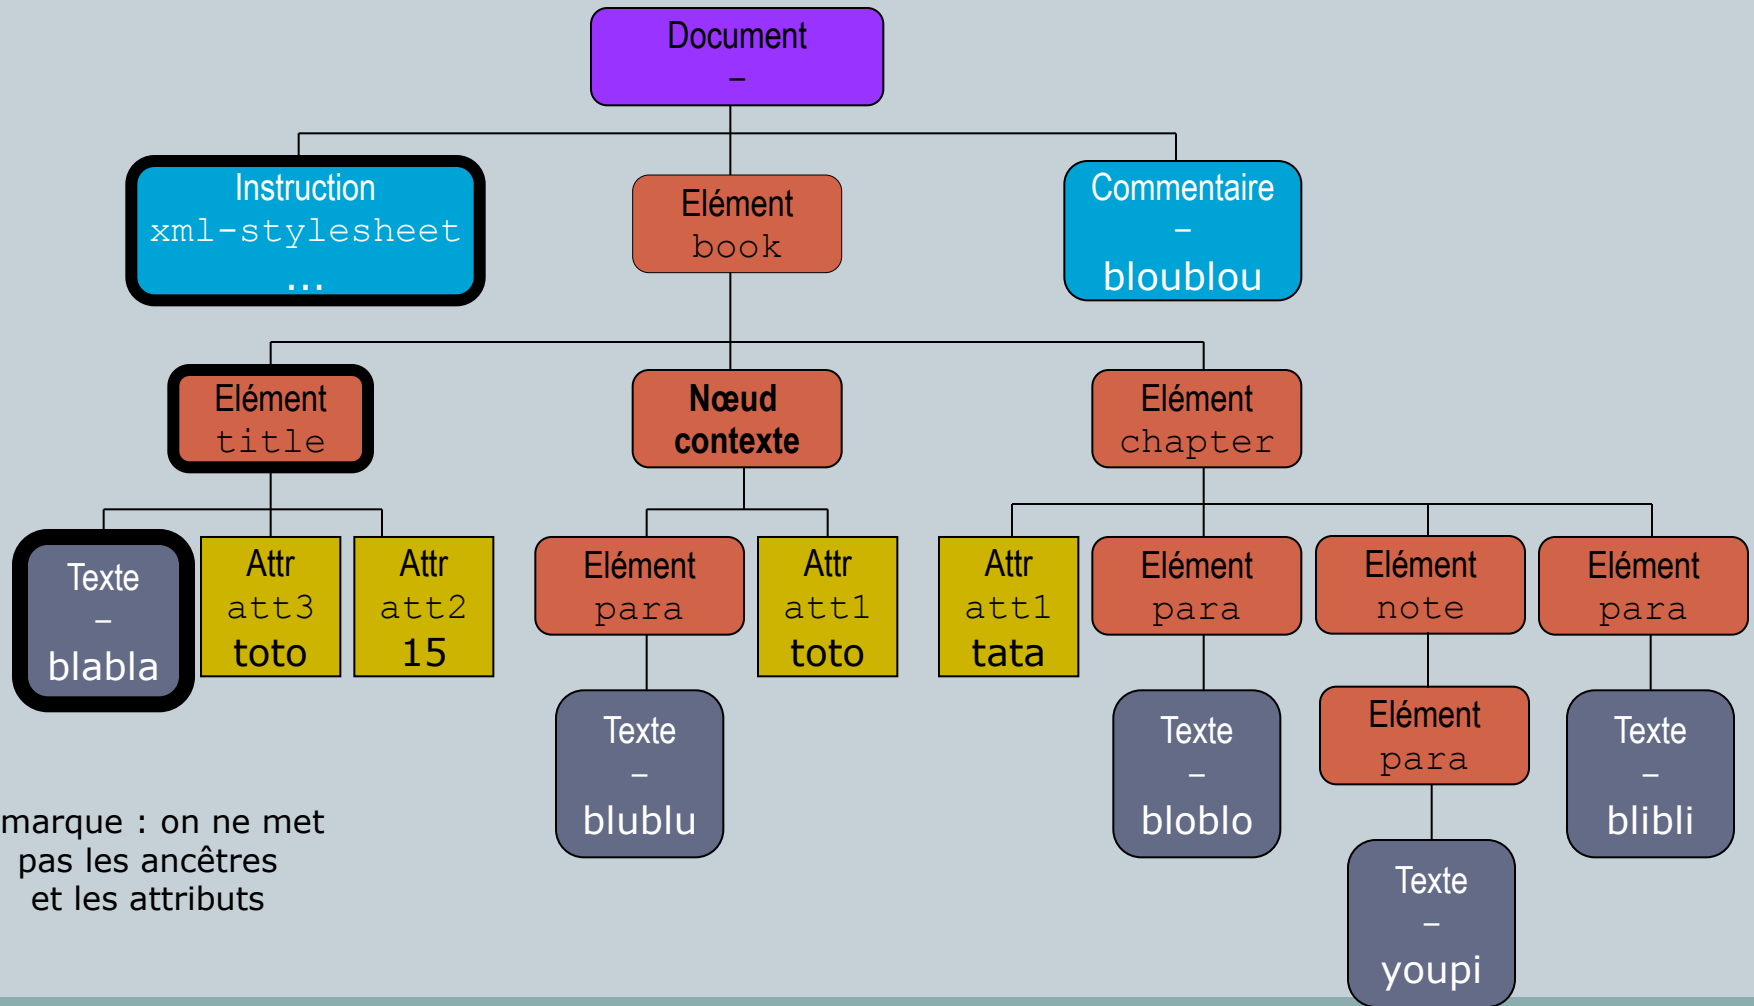 Document
–
Instruction
xml-stylesheet
...
Elément
book
Commentaire
–
bloublou
Elément
title
Nœud
contexte
Elément
chapter
Texte
–
blabla
Attr
att3
toto
Attr
att2
15
Elément
para
Attr
att1
toto
Attr
att1
tata
Elément
para
Elément
note
Elément
para
Texte
–
blublu
Texte
–
bloblo
Elément
para
Texte
–
blibli
Texte
–
youpi
marque : on ne met
pas les ancêtres
et les attributs